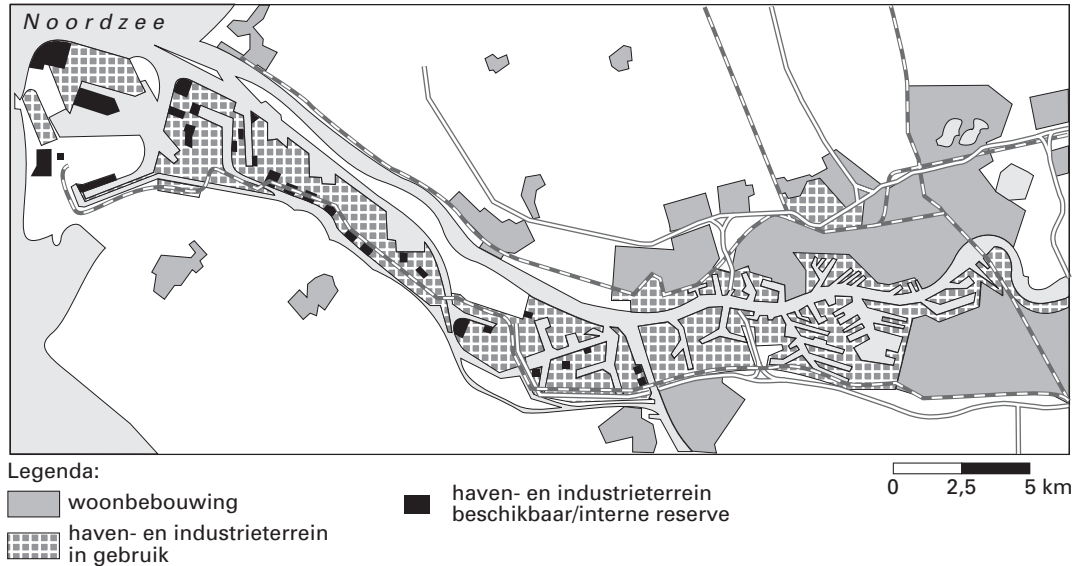 Noordzee
Legenda:
woonbebouwing
haven- en industrieterrein
in gebruik
haven- en industrieterrein
beschikbaar/interne reserve
0 2,5 5 km